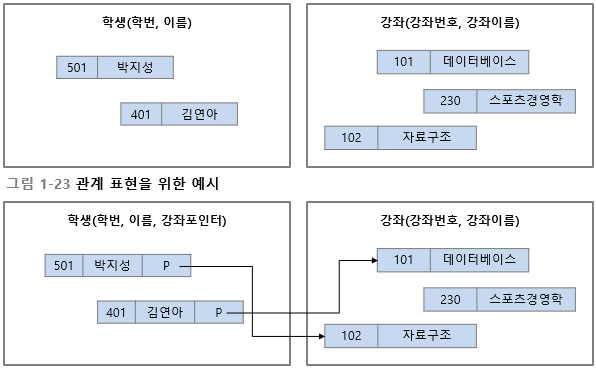 학생(학번, 이름)
501 박지성
401 김연아
강좌(강좌번호, 강좌이름)
101 데이터베이스
230 스포츠경영학
102 자료구조
그림 1-23 관계 표현을 위한 예시
학생(학번, 이름, 강좌포인터)
501 박지성 P
401 김연아 P
강좌(강좌번호, 강좌이름)
101 데이터베이스
230 스포츠경영학
102 자료구조